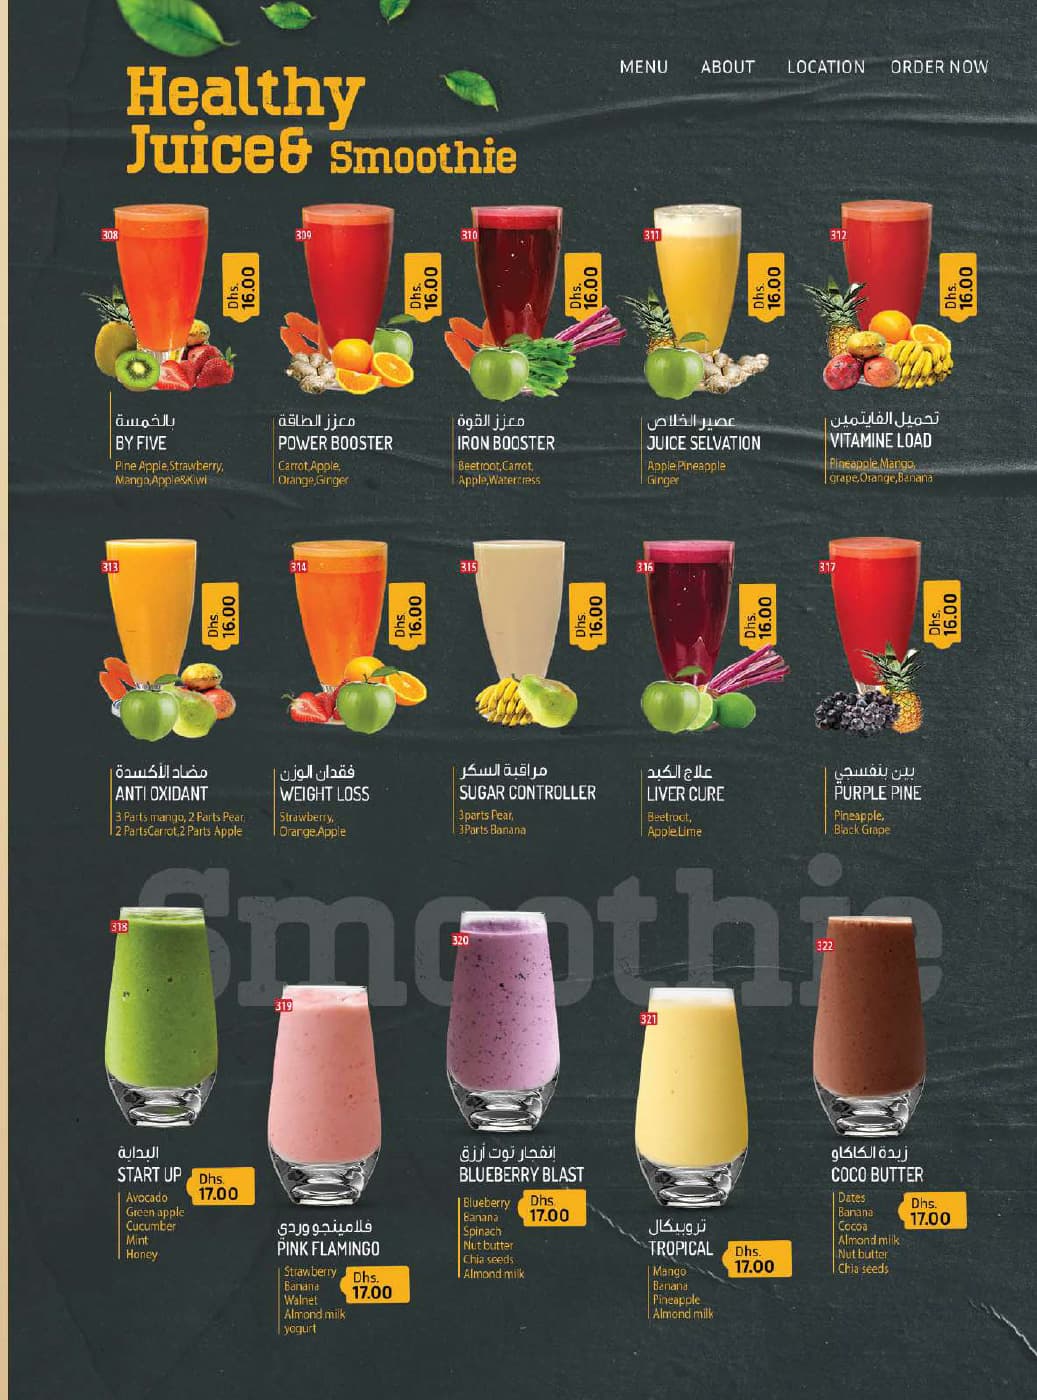 MENU ABOUT LOCATION ORDER NOW
Healthy
Juice& Smoothie
308
Dhs.
16.00
بالخمسة
BY FIVE
Pine Apple,Strawberry,
Mango,Apple&Kiwi
309
Dhs.
16.00
معزز الطاقة
POWER BOOSTER
Carrot,Apple,
Orange,Ginger
310
Dhs.
16.00
معزز القوة
IRON BOOSTER
Beetroot,Carrot,
Apple,Watercress
311
Dhs.
16.00
عصير الخلاص
JUICE SELVATION
Apple,Pineapple
Ginger
312
Dhs.
16.00
تحميل الفايتمين
VITAMINE LOAD
Pineapple,Mango,
grape,Orange,Banana
313
Dhs.
16.00
مضاد الأكسدة
ANTI OXIDANT
3 Parts mango, 2 Parts Pear,
2 PartsCarrot,2 Parts Apple
314
Dhs.
16.00
فقدان الوزن
WEIGHT LOSS
Strawberry,
Orange,Apple
315
Dhs.
16.00
مراقبة السكر
SUGAR CONTROLLER
3parts Pear,
3Parts Banana
316
Dhs.
16.00
علاج الكبد
LIVER CURE
Beetroot,
Apple,Lime
317
Dhs.
16.00
بين بنفسجي
PURPLE PINE
Pineapple,
Black Grape
Smoothie
318
البداية
START UP
Dhs.
17.00
Avocado
Green apple
Cucumber
Mint
Honey
319
فلامينجو وردي
PINK FLAMINGO
Dhs.
17.00
Strawberry
Banana
Walnet
Almond milk
yogurt
320
إنفجار توت أزرق
BLUEBERRY BLAST
Dhs.
17.00
Blueberry
Banana
Spinach
Nut butter
Chia seeds
Almond milk
321
تروبيكال
TROPICAL
Dhs.
17.00
Mango
Banana
Pineapple
Almond milk
322
زبدة الكاكاو
COCO BUTTER
Dhs.
17.00
Dates
Banana
Cocoa
Almond milk
Nut butter
Chia seeds